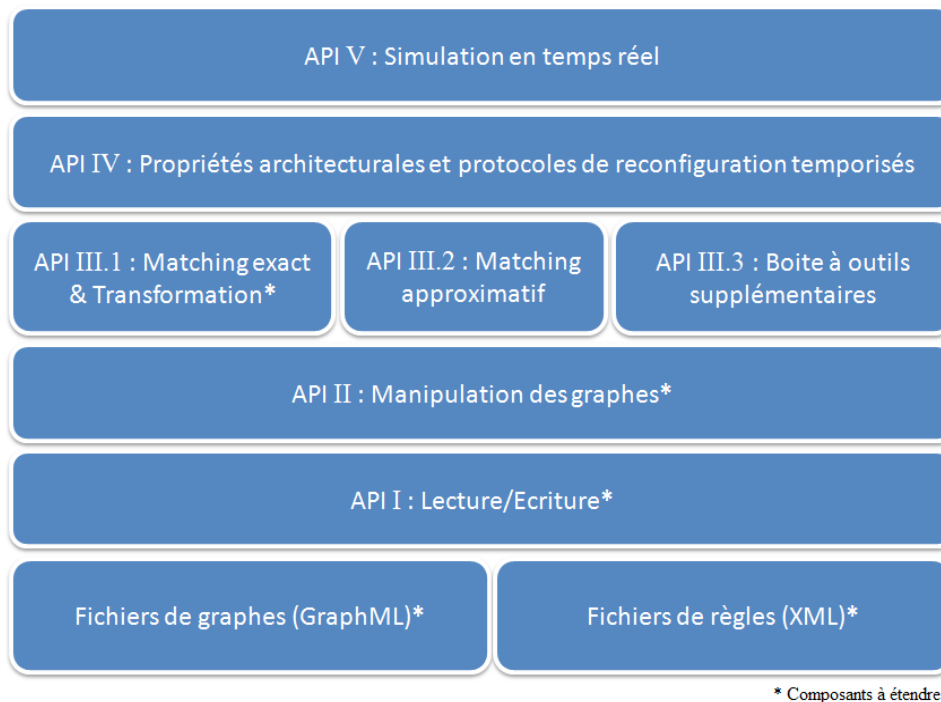 API V : Simulation en temps réel
API IV : Propriétés architecturales et protocoles de reconfiguration temporisés
API III.1 : Matching exact
& Transformation*
API III.2 : Matching
approximatif
API III.3 : Boite à outils
supplémentaires
API II : Manipulation des graphes*
API I : Lecture/Ecriture*
Fichiers de graphes (GraphML)*
Fichiers de règles (XML)*
* Composants à étendre